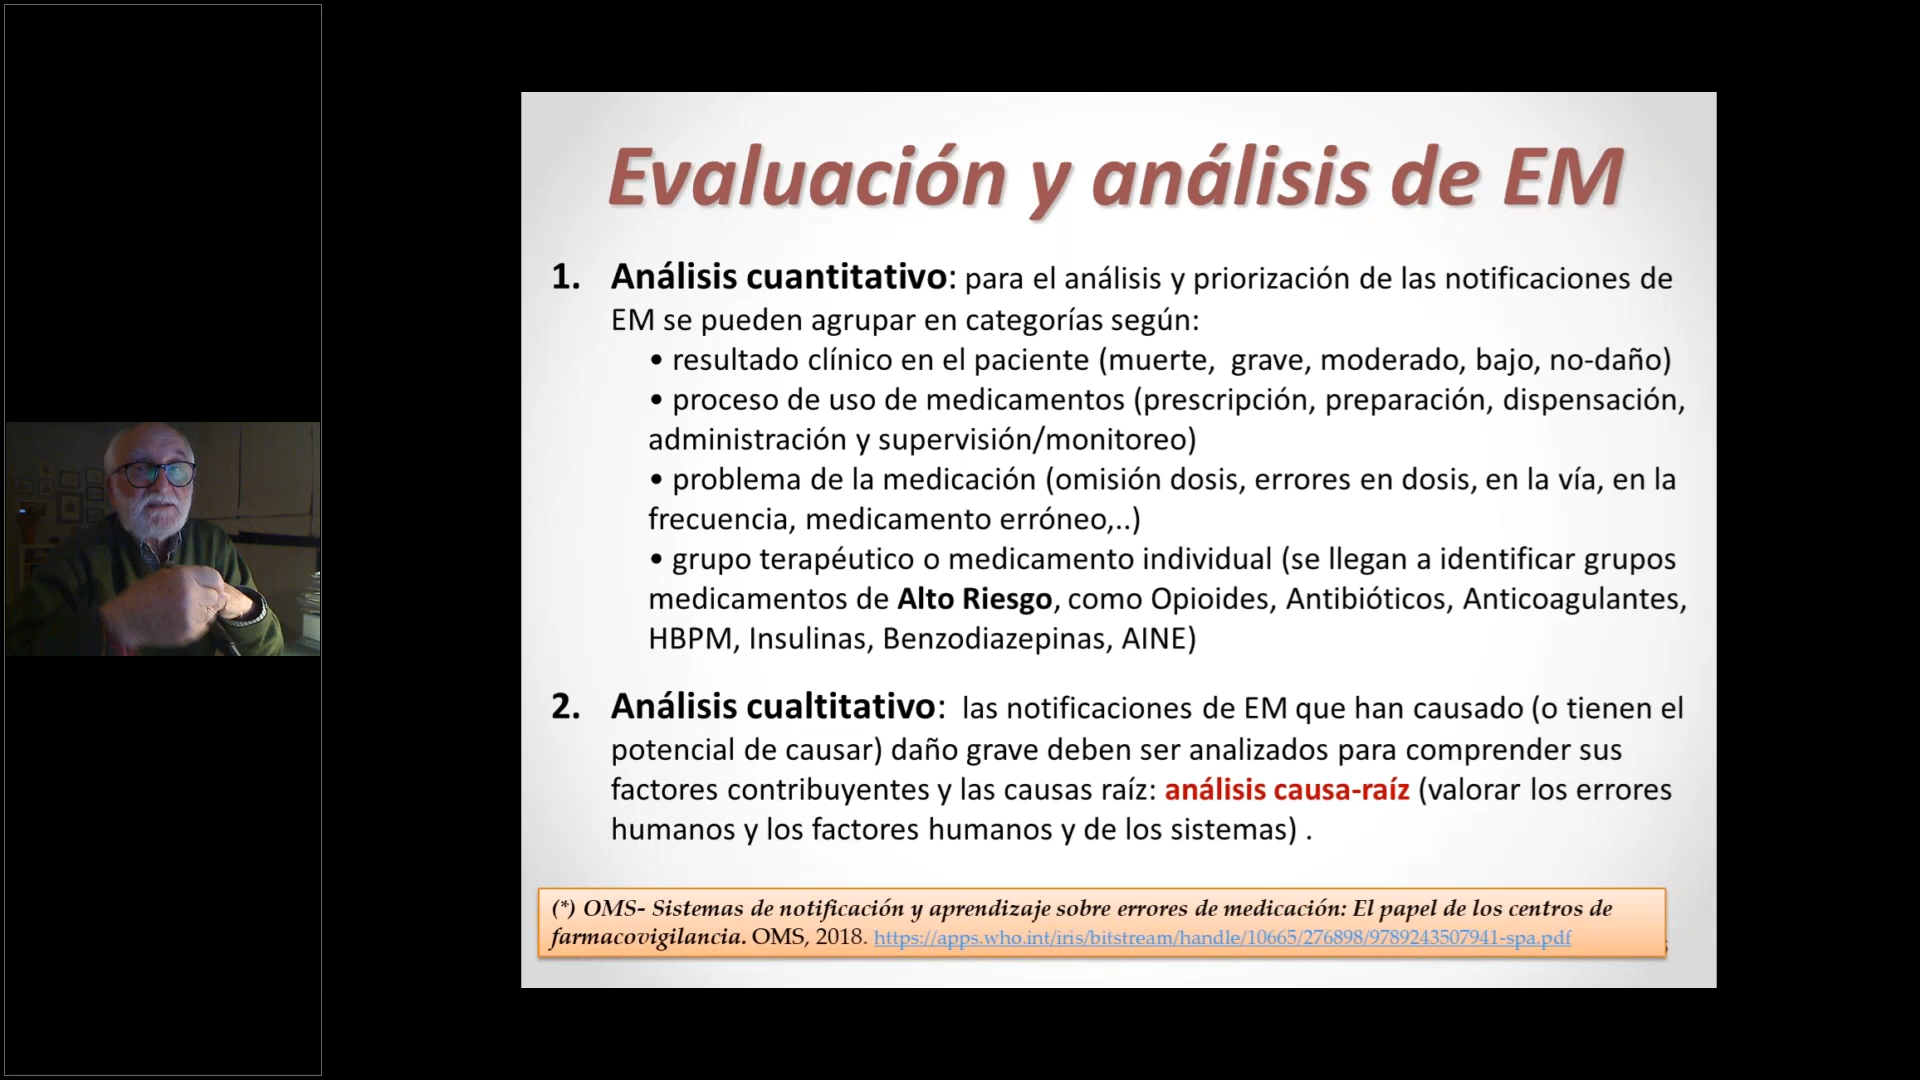 Evaluación y análisis de EM
1. Análisis cuantitativo: para el análisis y priorización de las notificaciones de
EM se pueden agrupar en categorías según:
• resultado clínico en el paciente (muerte, grave, moderado, bajo, no-daño)
• proceso de uso de medicamentos (prescripción, preparación, dispensación,
administración y supervisión/monitoreo)
• problema de la medicación (omisión dosis, errores en dosis, en la vía, en la
frecuencia, medicamento erróneo,..)
• grupo terapéutico o medicamento individual (se llegan a identificar grupos
medicamentos de Alto Riesgo, como Opioides, Antibióticos, Anticoagulantes,
HBPM, Insulinas, Benzodiazepinas, AINE)
2. Análisis cualtitativo: las notificaciones de EM que han causado (o tienen el
potencial de causar) daño grave deben ser analizados para comprender sus
factores contribuyentes y las causas raíz: análisis causa-raíz (valorar los errores
humanos y los factores humanos y de los sistemas) .
(*) OMS- Sistemas de notificación y aprendizaje sobre errores de medicación: El papel de los centros de
farmacovigilancia. OMS, 2018. https://apps.who.int/iris/bitstream/handle/10665/276898/9789243507941-spa.pdf